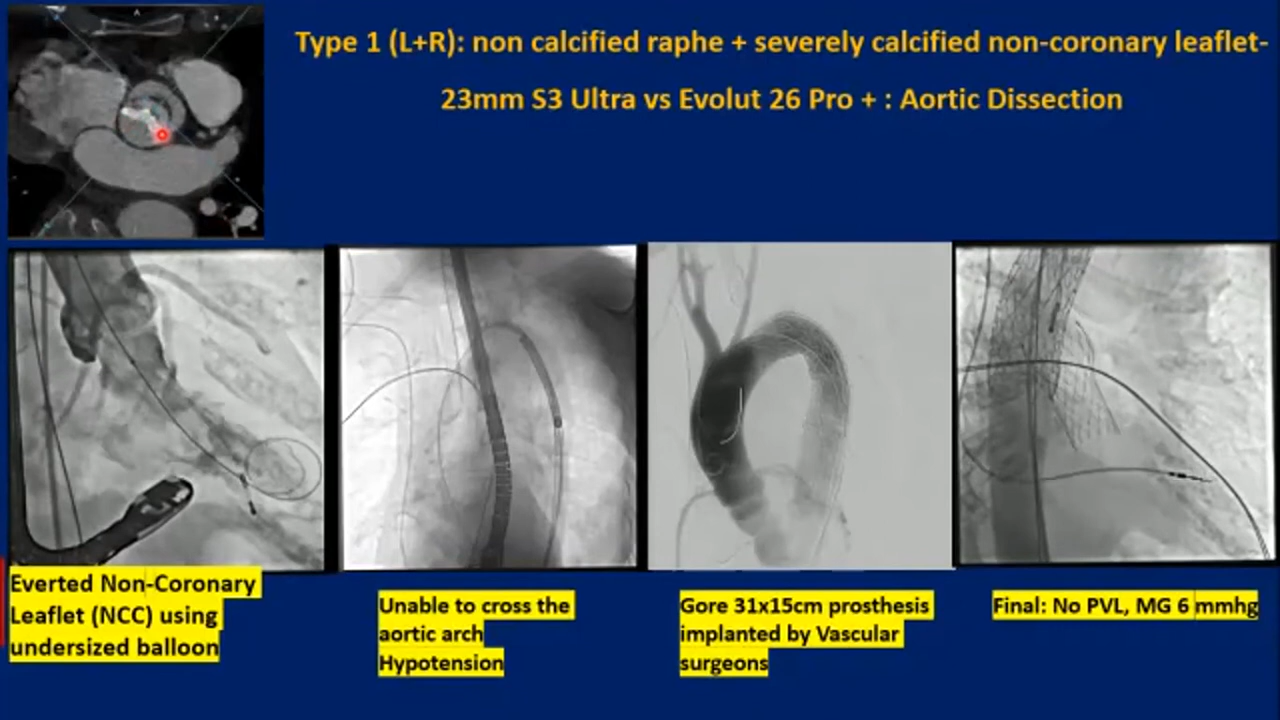 Type 1 (L+R): non calcified raphe + severely calcified non-coronary leaflet-
23mm S3 Ultra vs Evolut 26 Pro + : Aortic Dissection
A
Everted Non-Coronary
Leaflet (NCC) using
undersized balloon
Unable to cross the
aortic arch
Hypotension
Gore 31x15cm prosthesis
implanted by Vascular
surgeons
Final: No PVL, MG 6 mmhg